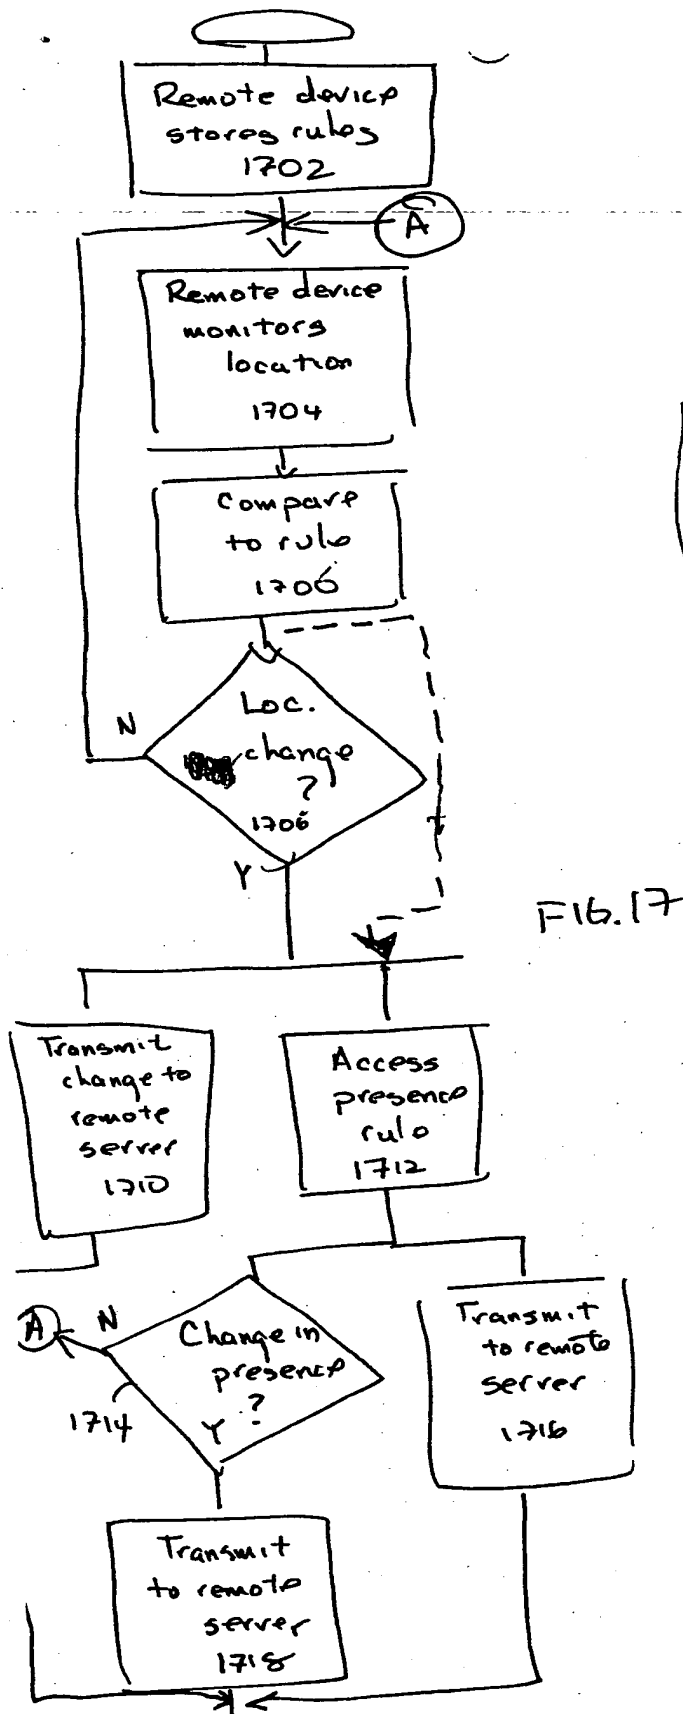 Remote device
stores rules
1702
A
Remote device
monitors
location
1704
Compare
to rule
1706
Loc.
change
?
1706
N
Y
FIG. 17
Transmit
change to
remote
server
1710
Access
presence
rule
1712
A
N
Change in
presence
?
Y
1714
Transmit
to remote
server
1716
Transmit
to remote
server
1718